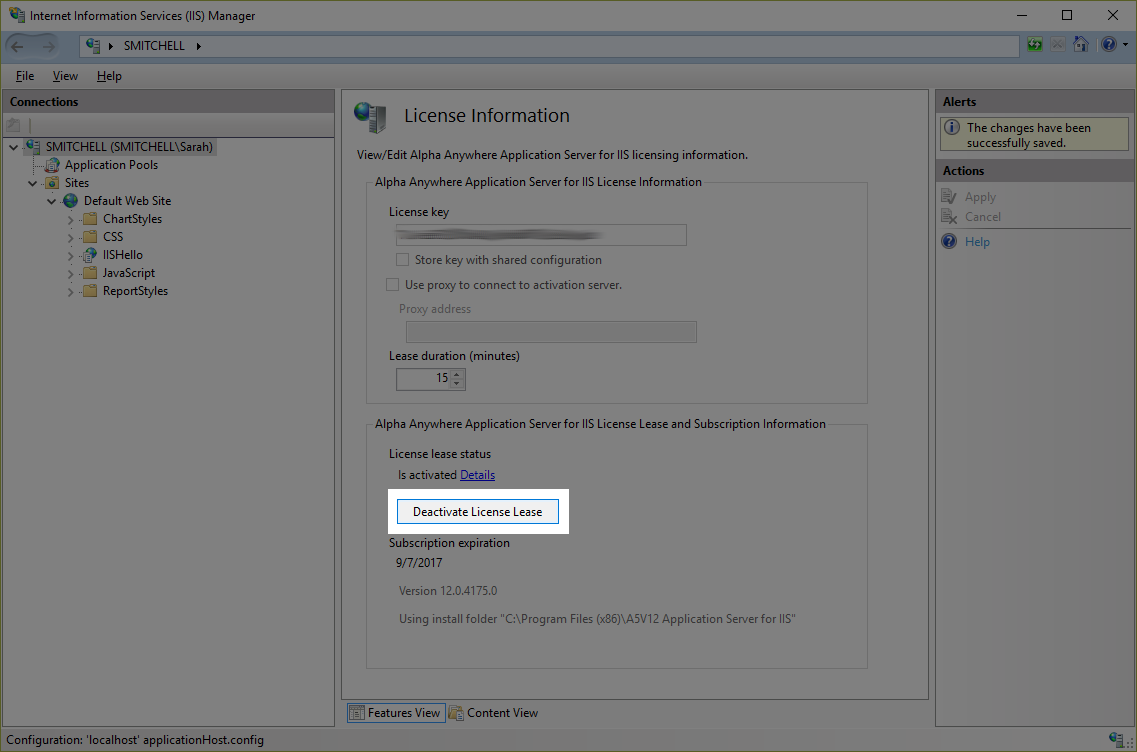 Internet Information Services (IIS) Manager
SMITCHELL
File View Help
Connections
SMITCHELL (SMITCHELL\Sarah)
Application Pools
Sites
Default Web Site
ChartStyles
CSS
IISHello
JavaScript
ReportStyles
License Information
View/Edit Alpha Anywhere Application Server for IIS licensing information.
Alpha Anywhere Application Server for IIS License Information
License key
Store key with shared configuration
Use proxy to connect to activation server.
Proxy address
Lease duration (minutes)
15
Alpha Anywhere Application Server for IIS License Lease and Subscription Information
License lease status
Is activated Details
Deactivate License Lease
Subscription expiration
9/7/2017
Version 12.0.4175.0
Using install folder "C:\Program Files (x86)\A5V12 Application Server for IIS"
Features View Content View
Alerts
The changes have been
successfully saved.
Actions
Apply
Cancel
Help
Configuration: 'localhost' applicationHost.config